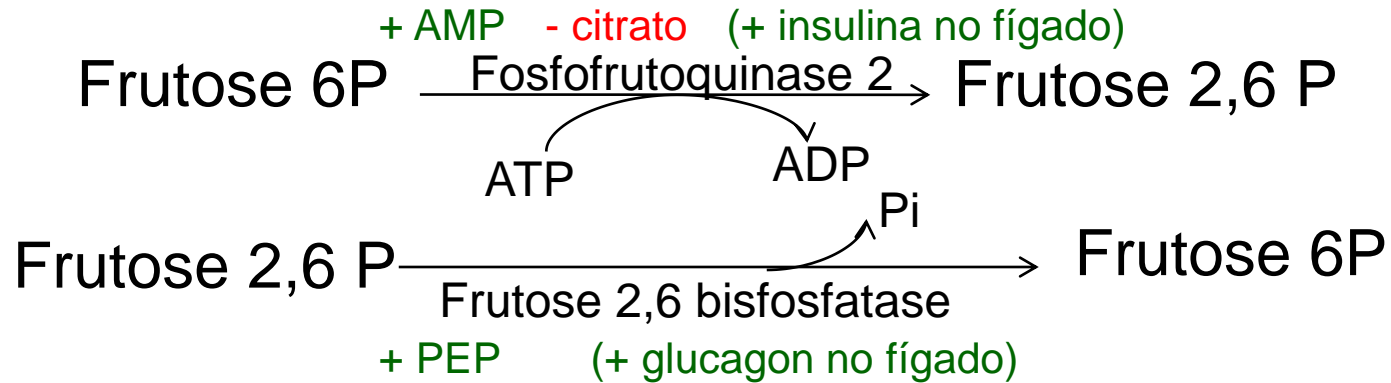 + AMP - citrato (+ insulina no fígado)
Frutose 6P Fosfofrutoquinase 2 Frutose 2,6 P
ATP ADP
Pi
Frutose 2,6 P Frutose 6P
Frutose 2,6 bisfosfatase
+ PEP (+ glucagon no fígado)